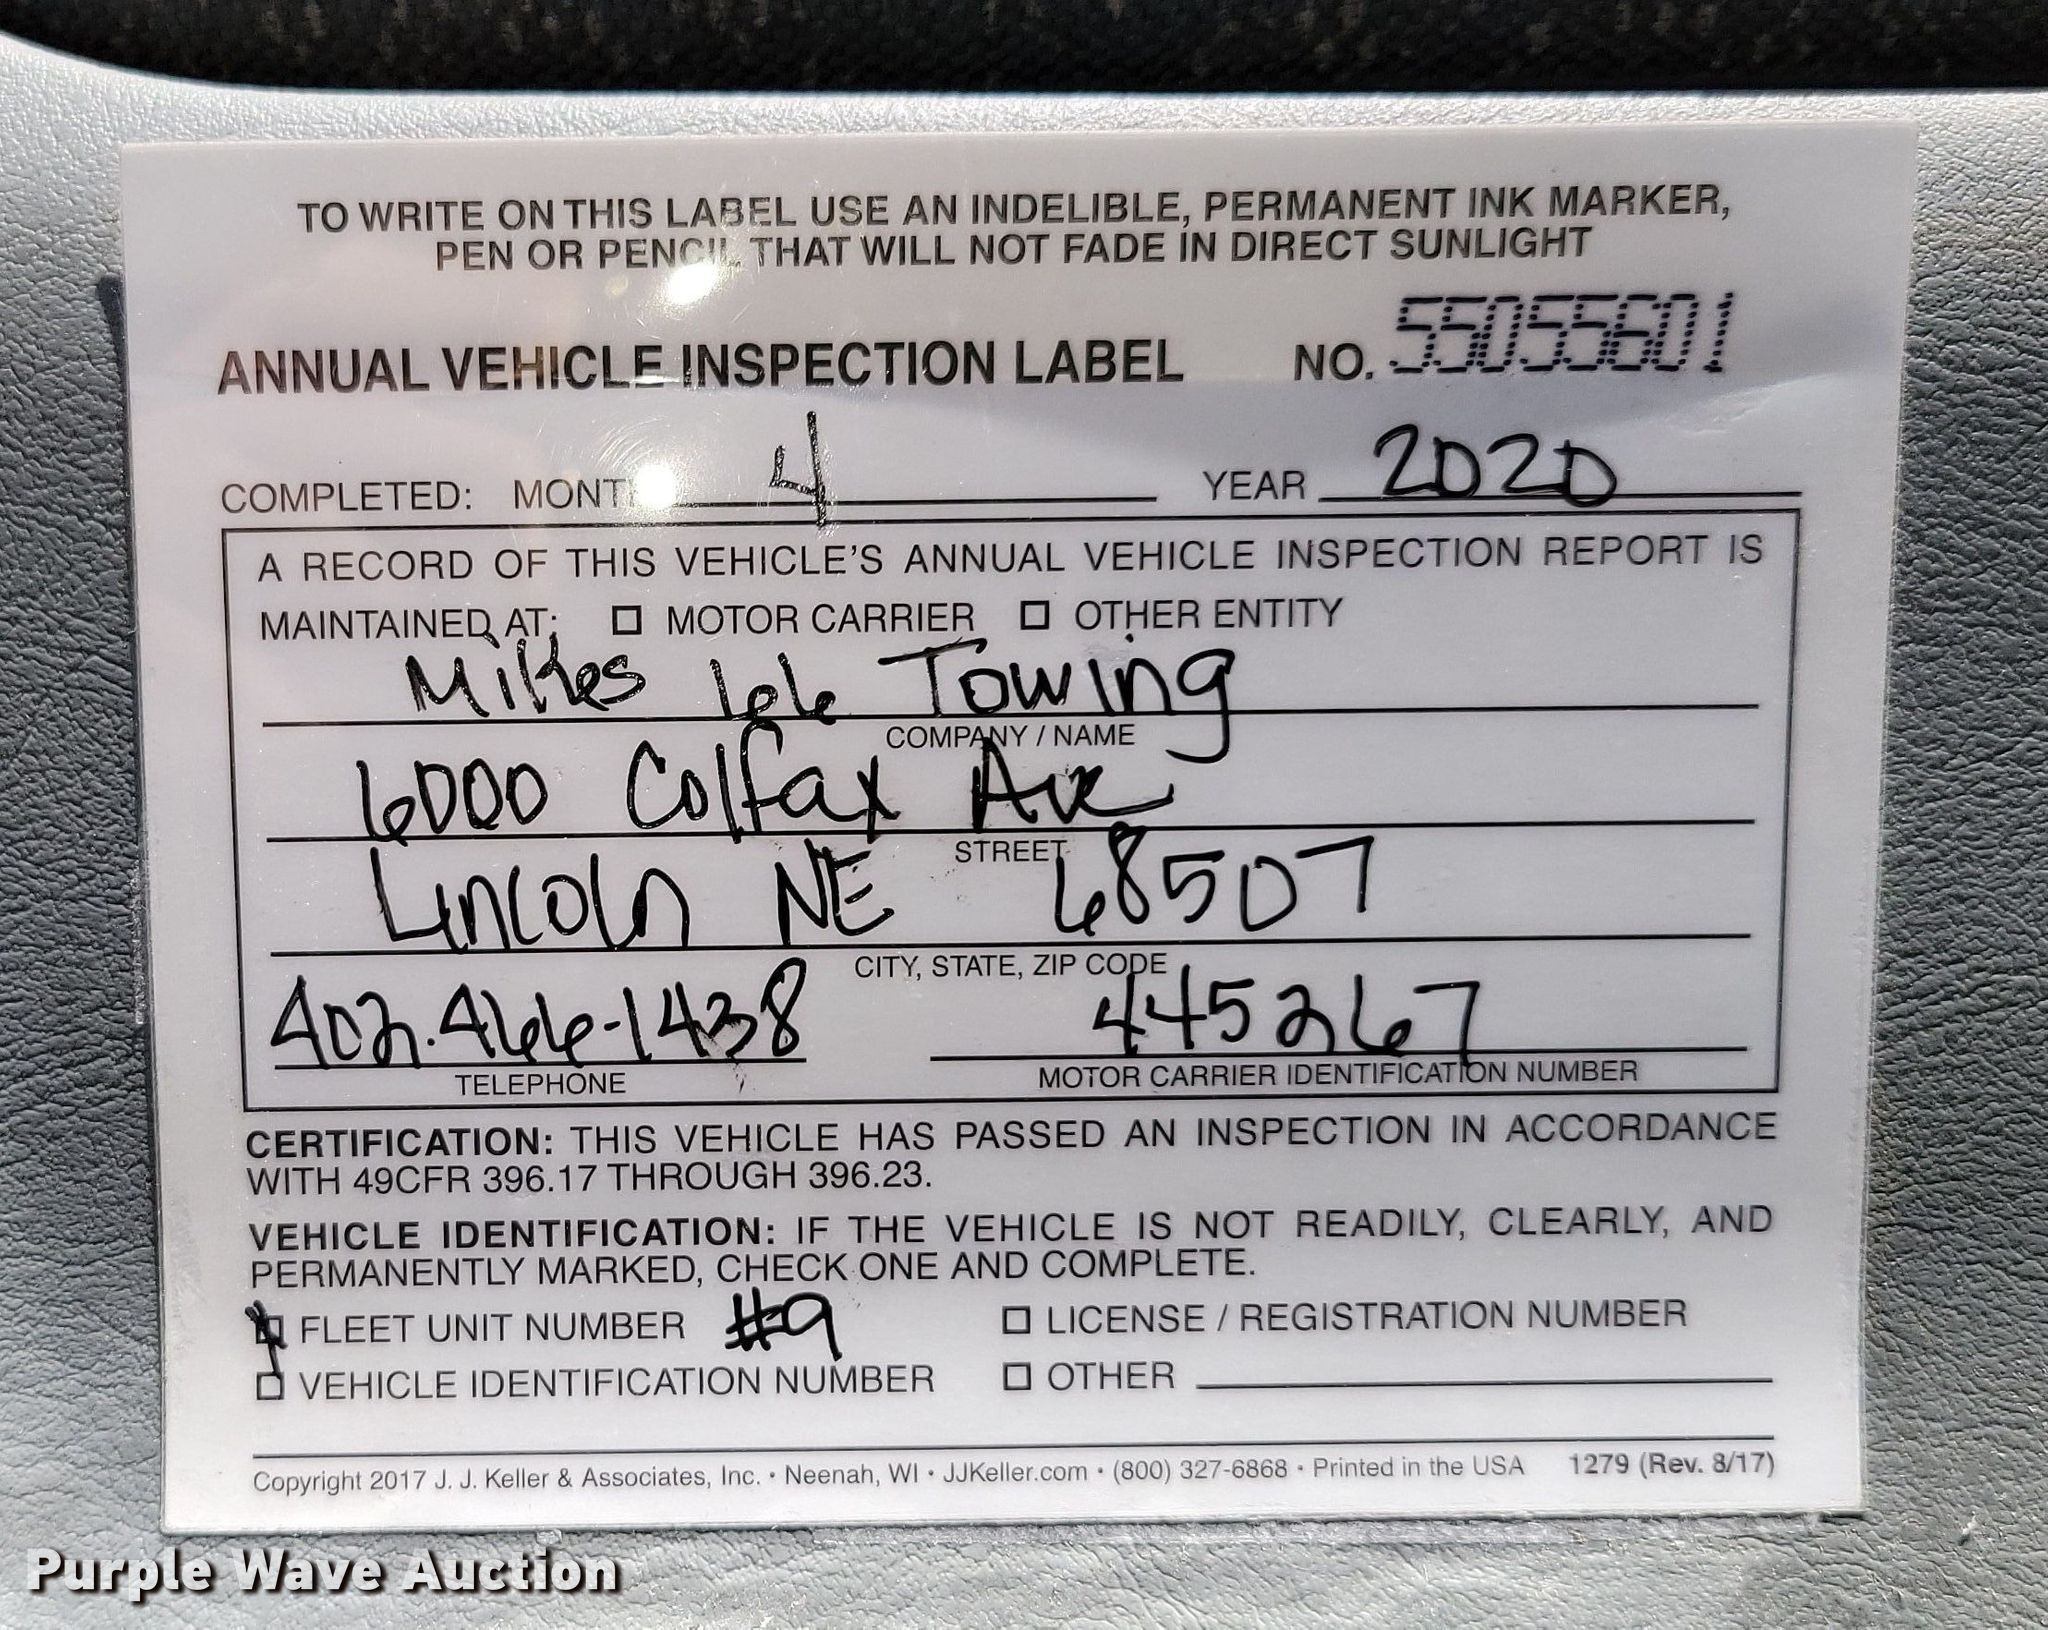 TO WRITE ON THIS LABEL USE AN INDELIBLE, PERMANENT INK MARKER,
PEN OR PENCIL THAT WILL NOT FADE IN DIRECT SUNLIGHT
ANNUAL VEHICLE INSPECTION LABEL NO. 55055601
COMPLETED: MONTH 4 YEAR 2020
A RECORD OF THIS VEHICLE'S ANNUAL VEHICLE INSPECTION REPORT IS
MAINTAINED AT: ☐ MOTOR CARRIER ☐ OTHER ENTITY
Mikes 66 Towing
COMPANY / NAME
6000 Colfax Ave
STREET
Lincoln NE 68507
CITY, STATE, ZIP CODE
402.466-1438 445267
TELEPHONE MOTOR CARRIER IDENTIFICATION NUMBER
CERTIFICATION: THIS VEHICLE HAS PASSED AN INSPECTION IN ACCORDANCE
WITH 49CFR 396.17 THROUGH 396.23.
VEHICLE IDENTIFICATION: IF THE VEHICLE IS NOT READILY, CLEARLY, AND
PERMANENTLY MARKED, CHECK ONE AND COMPLETE.
☒ FLEET UNIT NUMBER #9 ☐ LICENSE / REGISTRATION NUMBER
☐ VEHICLE IDENTIFICATION NUMBER ☐ OTHER
Copyright 2017 J. J. Keller & Associates, Inc. • Neenah, WI • JJKeller.com • (800) 327-6868 • Printed in the USA 1279 (Rev. 8/17)
Purple Wave Auction